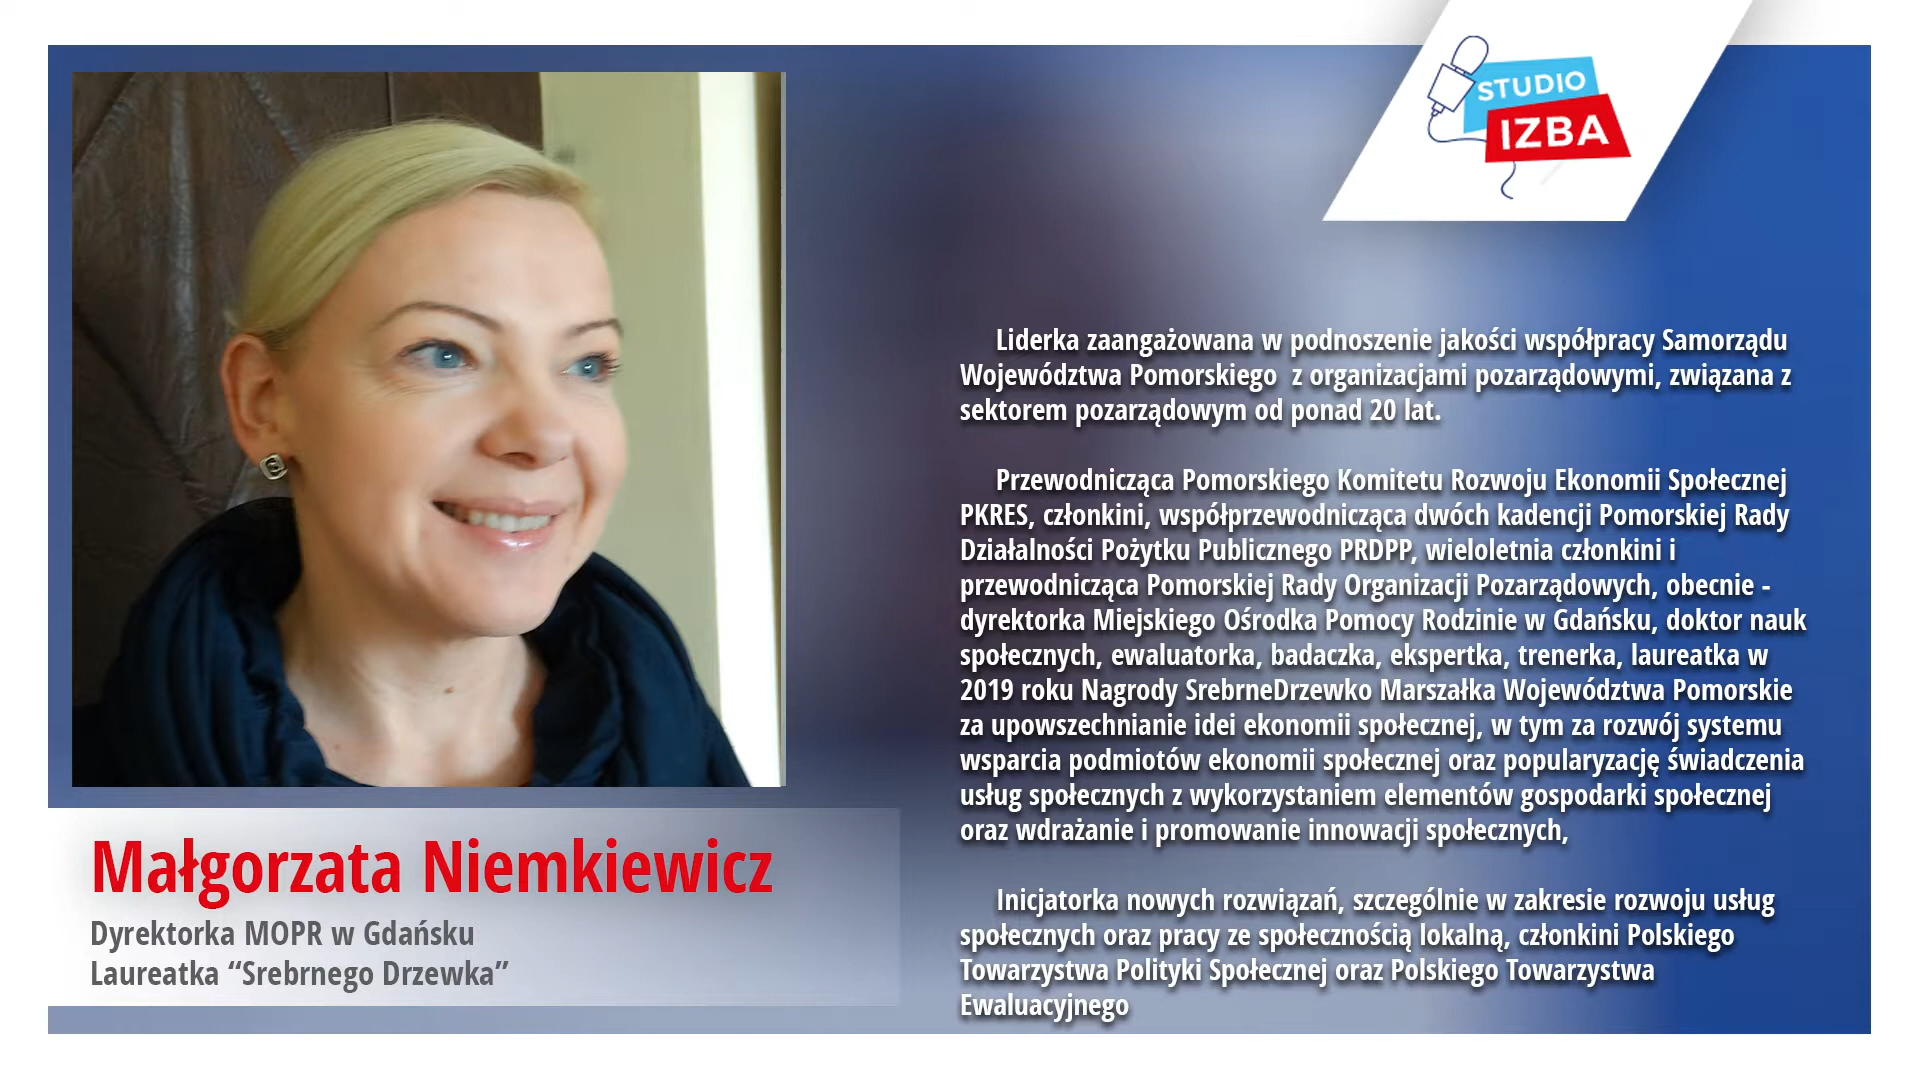 STUDIO
IZBA
Liderka zaangażowana w podnoszenie jakości współpracy Samorządu
Województwa Pomorskiego z organizacjami pozarządowymi, związana z
sektorem pozarządowym od ponad 20 lat.
Przewodnicząca Pomorskiego Komitetu Rozwoju Ekonomii Społecznej
PKRES, członkini, współprzewodnicząca dwóch kadencji Pomorskiej Rady
Działalności Pożytku Publicznego PRDPP, wieloletnia członkini i
przewodnicząca Pomorskiej Rady Organizacji Pozarządowych, obecnie -
dyrektorka Miejskiego Ośrodka Pomocy Rodzinie w Gdańsku, doktor nauk
społecznych, ewaluatorka, badaczka, ekspertka, trenerka, laureatka w
2019 roku Nagrody SrebrneDrzewko Marszałka Województwa Pomorskie
za upowszechnianie idei ekonomii społecznej, w tym za rozwój systemu
wsparcia podmiotów ekonomii społecznej oraz popularyzację świadczenia
usług społecznych z wykorzystaniem elementów gospodarki społecznej
oraz wdrażanie i promowanie innowacji społecznych,
Inicjatorka nowych rozwiązań, szczególnie w zakresie rozwoju usług
społecznych oraz pracy ze społecznością lokalną, członkini Polskiego
Towarzystwa Polityki Społecznej oraz Polskiego Towarzystwa
Ewaluacyjnego
Małgorzata Niemkiewicz
Dyrektorka MOPR w Gdańsku
Laureatka “Srebrnego Drzewka”